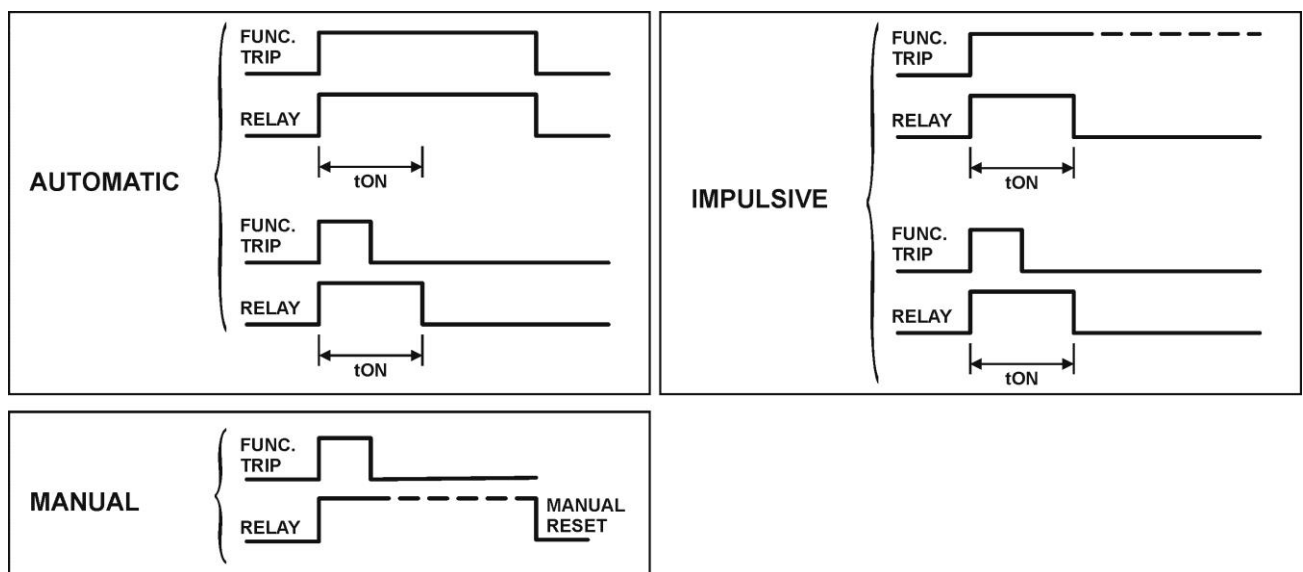 AUTOMATIC
FUNC.
TRIP
RELAY
tON
FUNC.
TRIP
RELAY
tON
IMPULSIVE
FUNC.
TRIP
RELAY
tON
FUNC.
TRIP
RELAY
tON
MANUAL
FUNC.
TRIP
RELAY
MANUAL
RESET